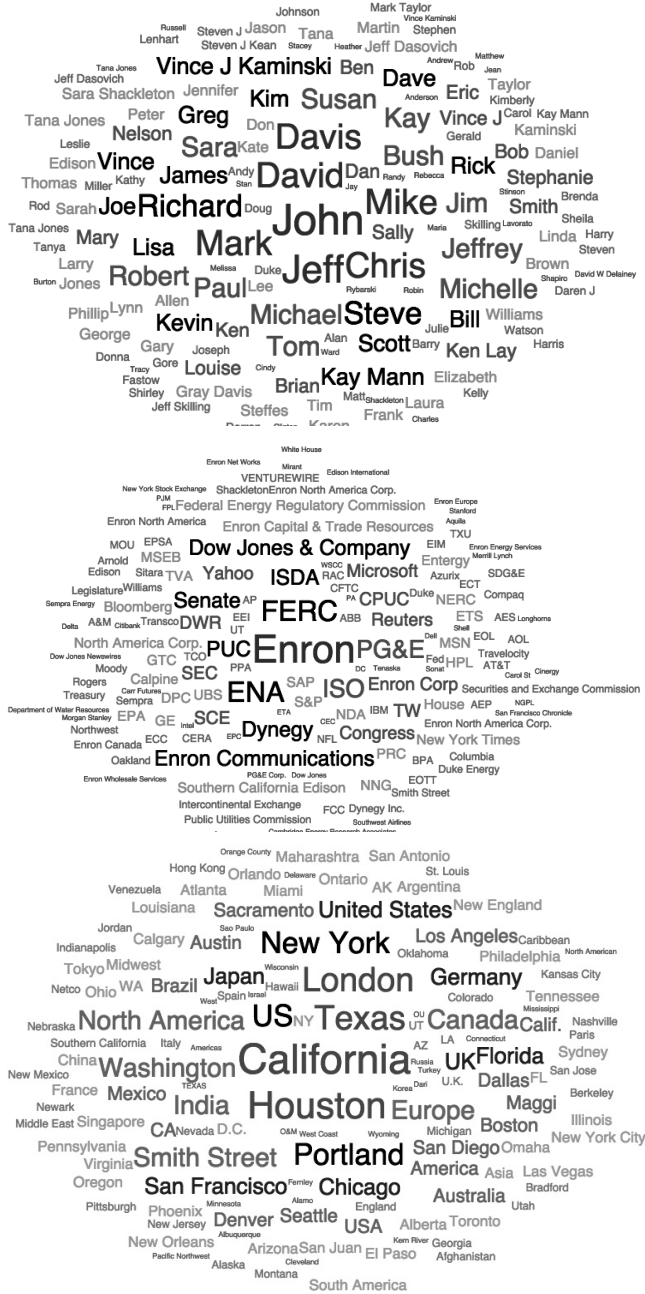 Johnson Mark Taylor
Vince Kaminski
Russell Steven J Jason Tana Martin Stephen
Lenhart Steven J Kean Stacey Heather Jeff Dasovich
Tana Jones Vince J Kaminski Ben Dave Andrew Rob Matthew
Jean
Jeff Dasovich
Sara Shackleton Jennifer Kim Susan Anderson Eric Taylor
Kimberly
Tana Jones Peter Greg Don Davis Kay Vince J Carol Kay Mann
Nelson Gerald Kaminski
Leslie Sara Kate Bush Bob Daniel
Edison Vince James Andy David Dan Randy Rebecca Rick Stephanie
Thomas Miller Kathy Stan Jay Stinson
Rod Sarah Joe Richard Doug John Mike Jim Smith Brenda
Sheila
Tana Jones Mary Mark Sally Maria Skilling Lavorato Linda Harry
Tanya Lisa Jeffrey Steven
Larry Robert Melissa Duke Jeff Chris Brown
Burton Jones Paul Lee Rybarski Robin Michelle Shapiro David W Delainey
Daren J
Phillip Lynn Allen Michael Steve Bill Williams
George Kevin Ken Julie Watson
Gary Joseph Tom Alan Scott Barry Ken Lay Harris
Donna Gore Ward
Tracy Louise Cindy Kay Mann Elizabeth
Fastow Brian
Shirley Gray Davis Matt Shackleton Laura Kelly
Jeff Skilling Steffes Tim Frank Charles
Karen
White House
Enron Net Works Mirant Edison International
VENTUREWIRE
New York Stock Exchange Shackleton Enron North America Corp.
PJM
FPL Federal Energy Regulatory Commission Enron Europe
Stanford
Enron North America Enron Capital & Trade Resources Aquila
TXU
MOU EPSA Dow Jones & Company EIM Enron Energy Services
Arnold MSEB Entergy Merrill Lynch
Edison Sitara TVA Yahoo ISDA WSCC RAC Microsoft Azurix SDG&E
Legislature Williams CFTC ECT
Sempra Energy Bloomberg Senate AP FERC PA CPUC Duke NERC Compaq
Delta A&M Citibank Transco DWR EEI ABB Reuters ETS AES Longhorns
UT Shell
North America Corp. PUC Enron PG&E Dell MSN EOL AOL
Dow Jones Newswires GTC TCO Fed HPL Travelocity
Moody Calpine SEC PPA DC Tenaska Sonat AT&T
Rogers Carr Futures ENA SAP ISO Enron Corp Carol St Cinergy
Treasury Sempra DPC UBS S&P Securities and Exchange Commission
Department of Water Resources EPA GE Intel SCE ETA NDA IBM TW House AEP NGPL
Morgan Stanley CEC San Francisco Chronicle
Northwest ECC CERA EPC Dynegy NFL Congress Enron North America Corp.
Enron Canada New York Times
Oakland Enron Communications PRC BPA Columbia
Duke Energy
Enron Wholesale Services PG&E Corp. Dow Jones EOTT
Southern California Edison NNG Smith Street
Intercontinental Exchange FCC Dynegy Inc.
Public Utilities Commission Southwest Airlines
Cambridge Energy Research Associates
Orange County Maharashtra San Antonio
Hong Kong Orlando Delaware Ontario St. Louis
Venezuela Atlanta Miami AK Argentina
Louisiana Sacramento United States New England
Jordan Sao Paulo
Indianapolis Calgary Austin New York Los Angeles Caribbean
Oklahoma Philadelphia North American
Tokyo Midwest Japan Wisconsin London Germany Kansas City
Netco Ohio WA Brazil Hawaii
West Spain Israel Colorado Tennessee
Mississippi
Nebraska North America US NY Texas OU UT Canada Calif. Nashville
Southern California Italy Americas California AZ LA Connecticut Paris
China Washington Russia UK Florida Sydney
New Mexico Turkey San Jose
France Mexico TEXAS Korea Dari U.K. Dallas FL Berkeley
Newark India Houston Europe Maggi
Middle East Singapore CA Nevada D.C. O&M West Coast Wyoming Michigan Boston Illinois
New York City
Pennsylvania Smith Street Portland San Diego Omaha
Virginia America Asia Las Vegas
Oregon San Francisco Fernley Chicago Bradford
Pittsburgh Phoenix Minnesota Alamo Australia Utah
New Jersey Denver Seattle England Alberta Toronto
Albuquerque USA
New Orleans Arizona San Juan El Paso Kern River Georgia
Pacific Northwest Alaska Cleveland Afghanistan
Montana
South America